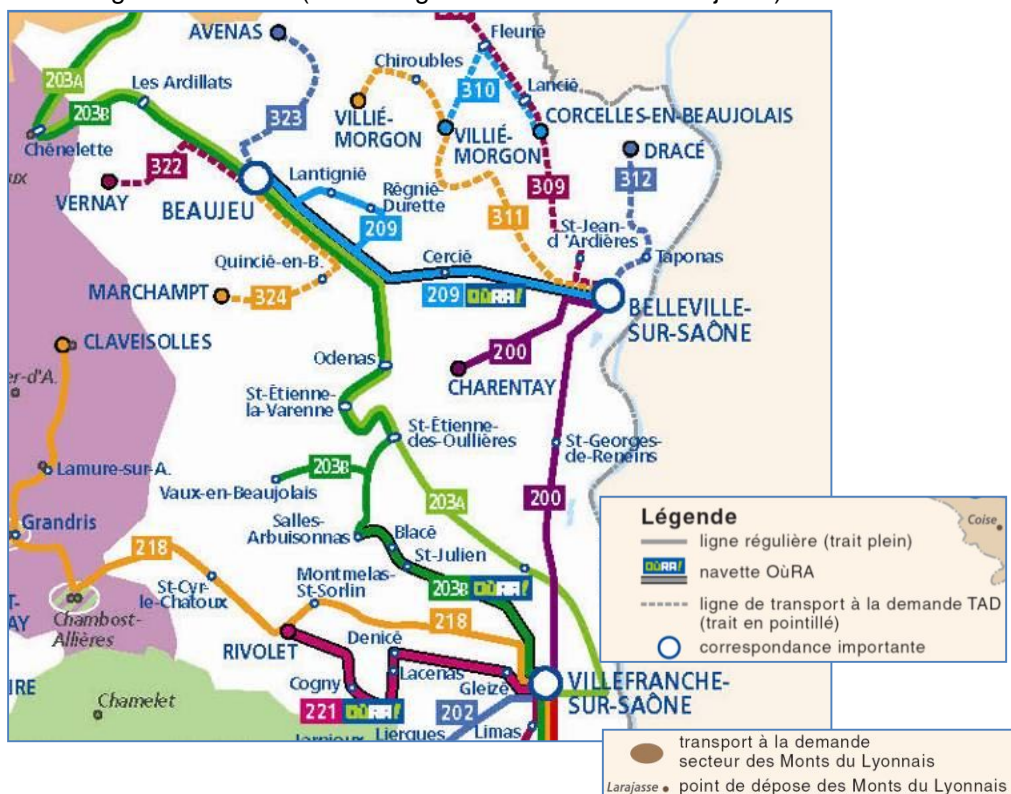 AVENAS
Fleurie
Chiroubles
203A
Les Ardillats
310
Lancié
203B
323
VILLIÉ-
MORGON
CORCELLES-EN-BEAUJOLAIS
VILLIÉ-
MORGON
DRACÉ
Chénelette
322
Lantignié
309
312
VERNAY
BEAUJEU
Régnié-
Durette
311
209
St-Jean-
d'Ardières
Quincié-en-B.
Cercié
Taponas
MARCHAMPT
324
209 OùRA!
BELLEVILLE-
SUR-SAÔNE
CLAVEISOLLES
200
Odenas
er-d'A.
CHARENTAY
St-Étienne-
la-Varenne
St-Étienne-
des-Oullières
St-Georges-
de-Reneins
203B
Lamure-sur-A.
Vaux-en-Beaujolais
203A
200
Salles-
Arbuisonnas
Grandris
Blacé
St-Julien
218
Montmelas-
St-Sorlin
203B OùRA!
St-Cyr-
le-Chatoux
Chambost-
Allières
218
AY
RIVOLET
Denicé
Lacenas
IRE
Cogny
Gleizé
VILLEFRANCHE-
SUR-SAÔNE
Chamelet
221 OùRA!
202
Liergues
Limas
Légende
Coise
ligne régulière (trait plein)
OùRA! navette OùRA
ligne de transport à la demande TAD
(trait en pointillé)
correspondance importante
transport à la demande
secteur des Monts du Lyonnais
Larajasse point de dépose des Monts du Lyonnais